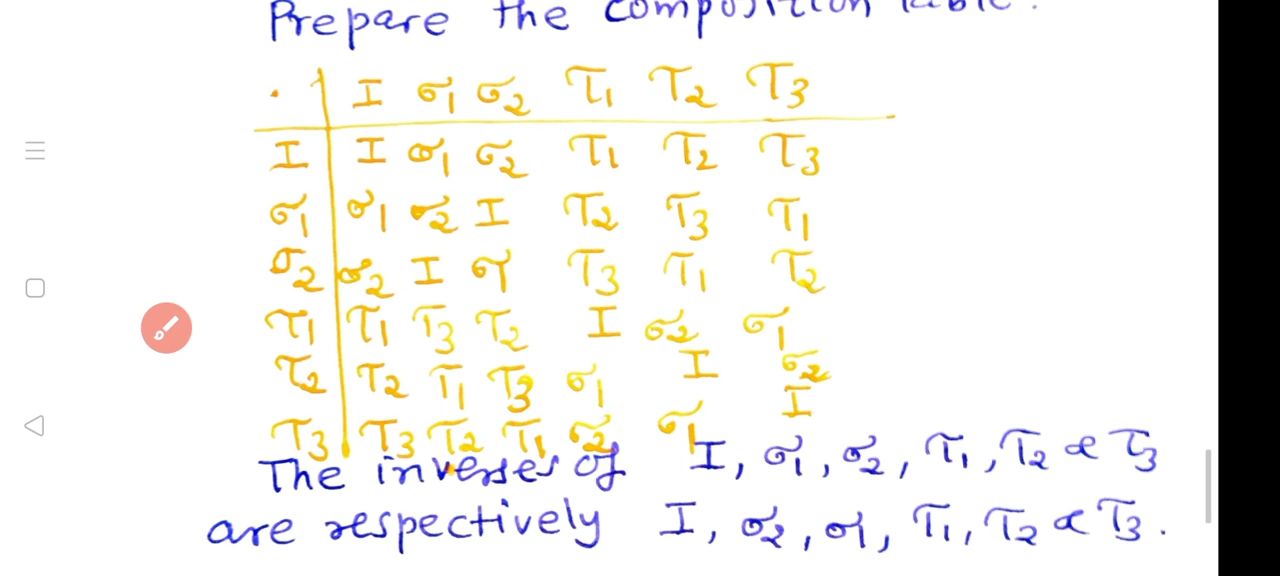 Prepare the composition table.
. I σ1 σ2 τ1 τ2 τ3
I I σ1 σ2 τ1 τ2 τ3
σ1 σ1 σ2 I τ2 τ3 τ1
σ2 σ2 I σ1 τ3 τ1 τ2
τ1 τ1 τ3 τ2 I σ2 σ1
τ2 τ2 τ1 τ3 σ1 I σ2
τ3 τ3 τ2 τ1 σ2 σ1 I
The inverses of I, σ1, σ2, τ1, τ2 & τ3
are respectively I, σ2, σ1, τ1, τ2 & τ3.